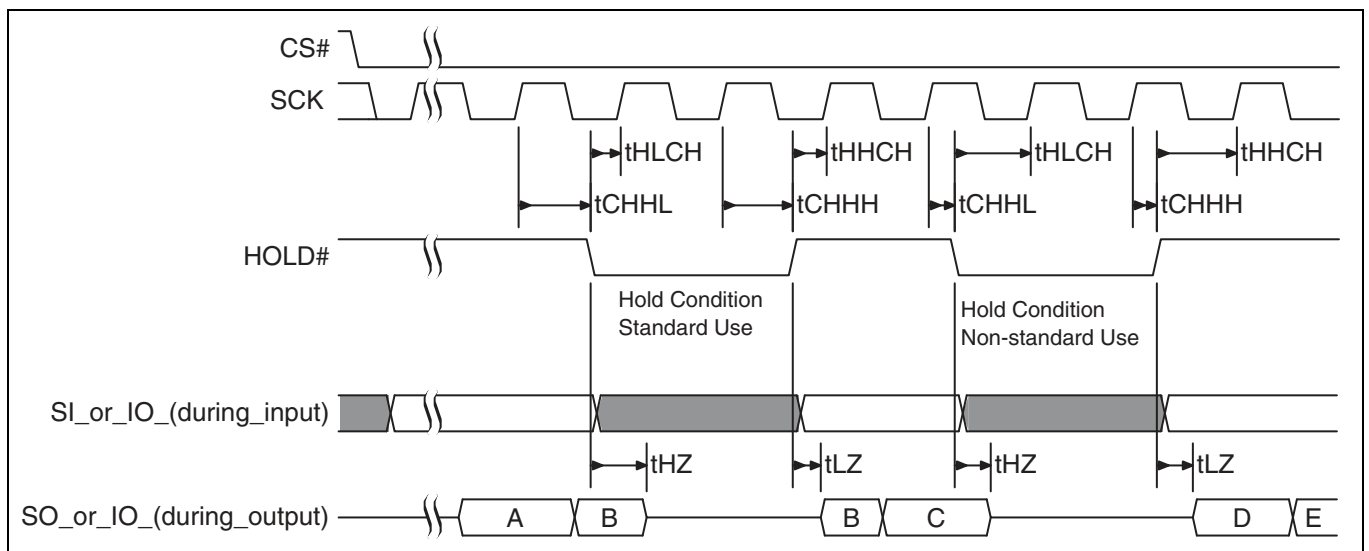 CS#
SCK
tHLCH tHHCH tHLCH tHHCH
tCHHL tCHHH tCHHL tCHHH
HOLD#
Hold Condition
Standard Use
Hold Condition
Non-standard Use
SI_or_IO_(during_input)
tHZ tLZ tHZ tLZ
SO_or_IO_(during_output) A B B C D E